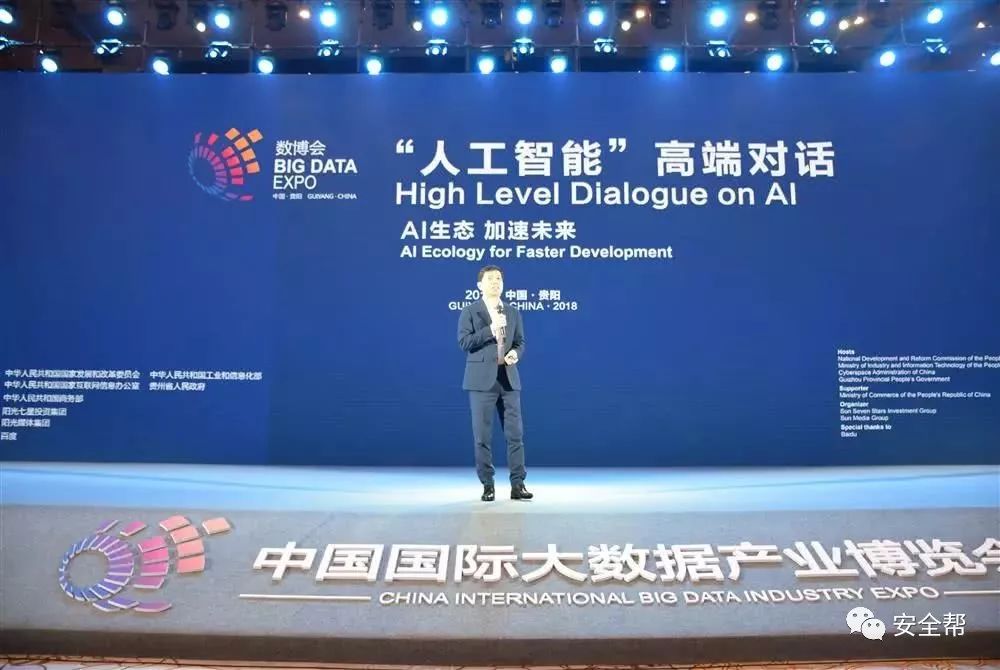 数博会
BIG DATA
EXPO
中国·贵阳 GUIYANG·CHINA
“人工智能”高端对话
High Level Dialogue on AI
AI生态 加速未来
AI Ecology for Faster Development
中国·贵阳
CHINA·2018
中华人民共和国国家发展和改革委员会 中华人民共和国工业和信息化部
中华人民共和国国家互联网信息办公室 贵州省人民政府
中华人民共和国商务部
阳光七星投资集团
阳光媒体集团
百度
Hosts
National Development and Reform Commission of the People
Ministry of Industry and Information Technology of the People
Cyberspace Administration of China
Guizhou Provincial People's Government
Supporter
Ministry of Commerce of the People's Republic of China
Organizer
Sun Seven Stars Investment Group
Sun Media Group
Special thanks to
Baidu
中国国际大数据产业博览会
CHINA INTERNATIONAL BIG DATA INDUSTRY EXPO
安全帮